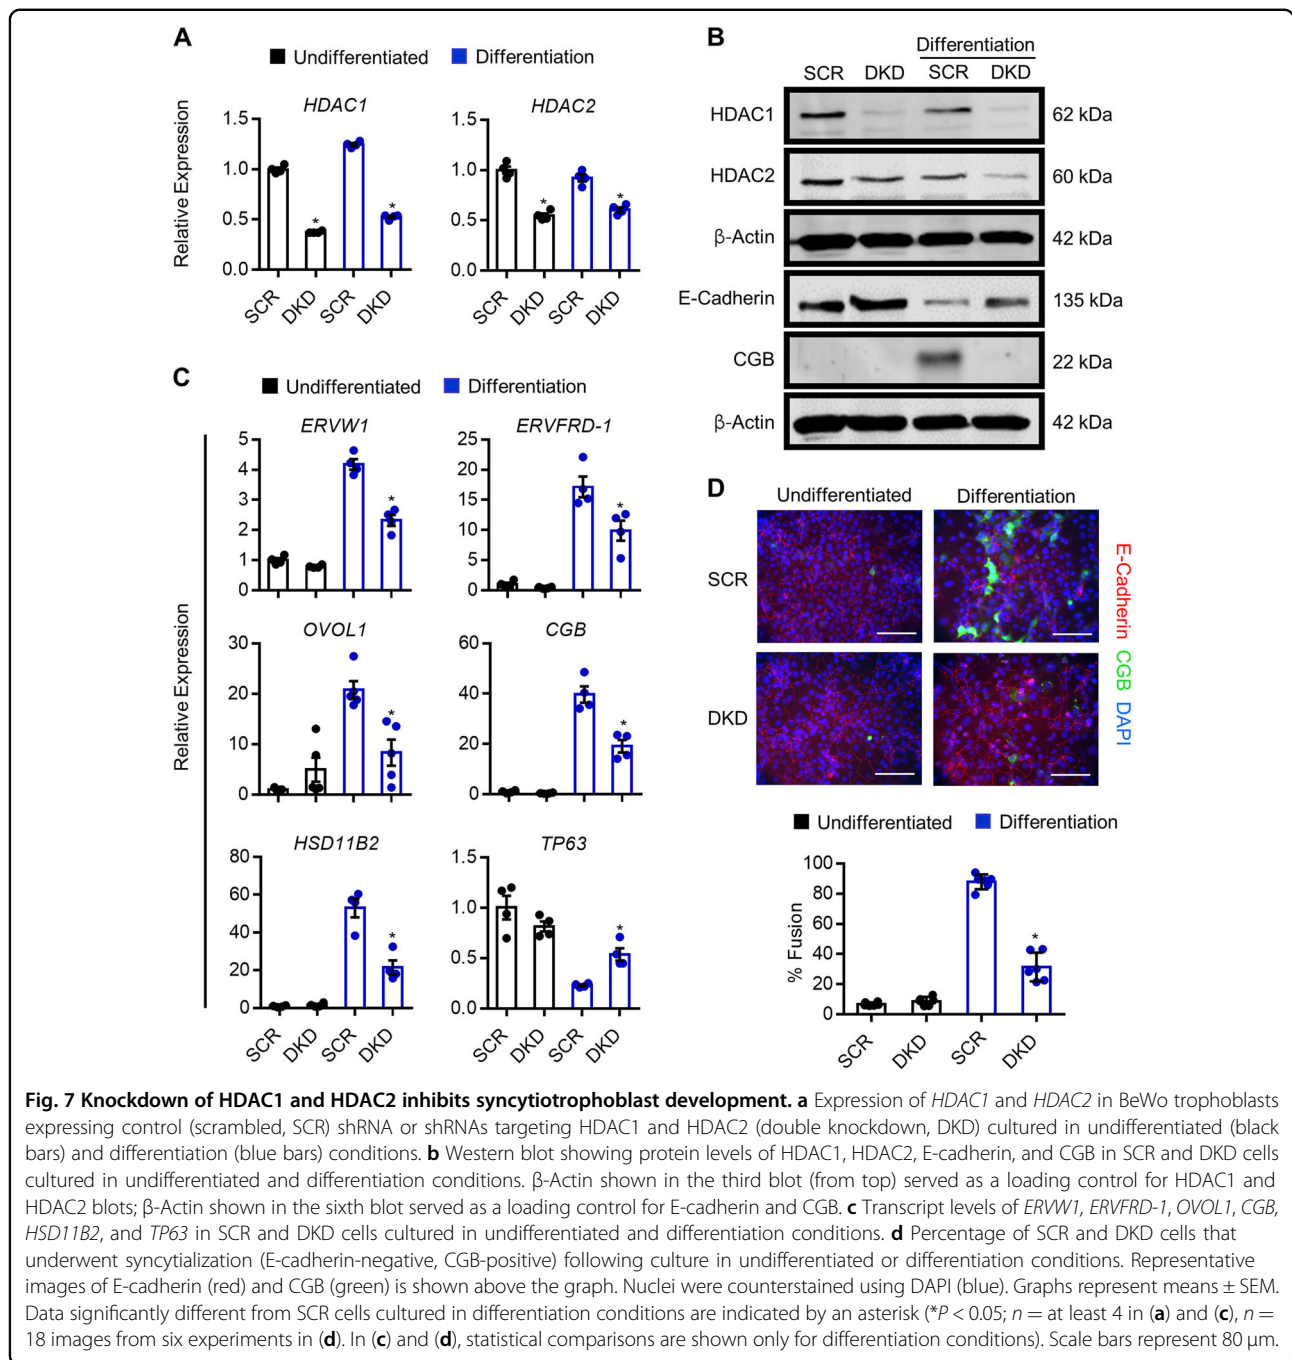 A
Undifferentiated Differentiation
HDAC1
HDAC2
Relative Expression
1.5
1.0
0.5
0.0
SCR
DKD
SCR
DKD
1.5
1.0
0.5
0.0
SCR
DKD
SCR
DKD
B
Differentiation
SCR DKD SCR DKD
HDAC1 62 kDa
HDAC2 60 kDa
β-Actin 42 kDa
E-Cadherin 135 kDa
CGB 22 kDa
β-Actin 42 kDa
C
Undifferentiated Differentiation
Relative Expression
ERVW1
5
4
3
2
1
0
ERVFRD-1
25
20
15
10
5
0
OVOL1
30
20
10
0
CGB
60
40
20
0
HSD11B2
80
60
40
20
0
SCR
DKD
SCR
DKD
TP63
1.5
1.0
0.5
0.0
SCR
DKD
SCR
DKD
D
Undifferentiated Differentiation
SCR
DKD
E-Cadherin CGB DAPI
Undifferentiated Differentiation
% Fusion
100
80
60
40
20
0
SCR
DKD
SCR
DKD
*
*
*
*
*
*
*
*
*
*
*
Fig. 7 Knockdown of HDAC1 and HDAC2 inhibits syncytiotrophoblast development. a Expression of HDAC1 and HDAC2 in BeWo trophoblasts
expressing control (scrambled, SCR) shRNA or shRNAs targeting HDAC1 and HDAC2 (double knockdown, DKD) cultured in undifferentiated (black
bars) and differentiation (blue bars) conditions. b Western blot showing protein levels of HDAC1, HDAC2, E-cadherin, and CGB in SCR and DKD cells
cultured in undifferentiated and differentiation conditions. β-Actin shown in the third blot (from top) served as a loading control for HDAC1 and
HDAC2 blots; β-Actin shown in the sixth blot served as a loading control for E-cadherin and CGB. c Transcript levels of ERVW1, ERVFRD-1, OVOL1, CGB,
HSD11B2, and TP63 in SCR and DKD cells cultured in undifferentiated and differentiation conditions. d Percentage of SCR and DKD cells that
underwent syncytialization (E-cadherin-negative, CGB-positive) following culture in undifferentiated or differentiation conditions. Representative
images of E-cadherin (red) and CGB (green) is shown above the graph. Nuclei were counterstained using DAPI (blue). Graphs represent means ± SEM.
Data significantly different from SCR cells cultured in differentiation conditions are indicated by an asterisk (*P < 0.05; n = at least 4 in (a) and (c), n =
18 images from six experiments in (d). In (c) and (d), statistical comparisons are shown only for differentiation conditions). Scale bars represent 80 μm.